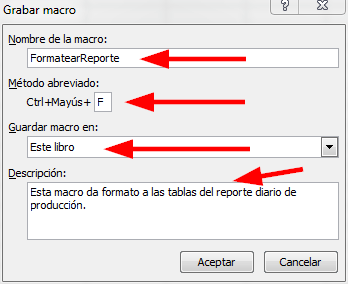 Grabar macro
Nombre de la macro:
FormatearReporte
Método abreviado:
Ctrl+Mayús+ F
Guardar macro en:
Este libro
Descripción:
Esta macro da formato a las tablas del reporte diario de
producción.
Aceptar Cancelar